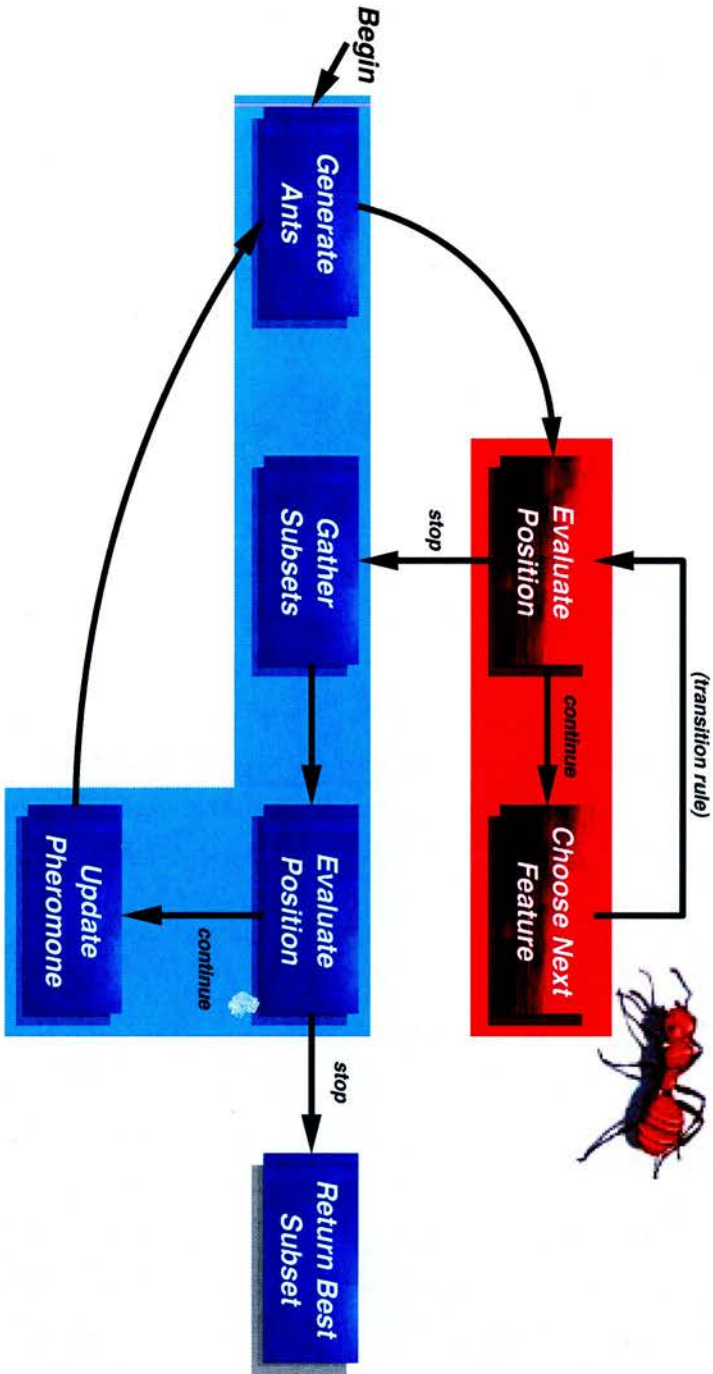 (transition rule)
Evaluate
Position
continue
Choose Next
Feature
stop
Begin
Generate
Ants
Gather
Subsets
Evaluate
Position
stop
Return Best
Subset
continue
Update
Pheromone